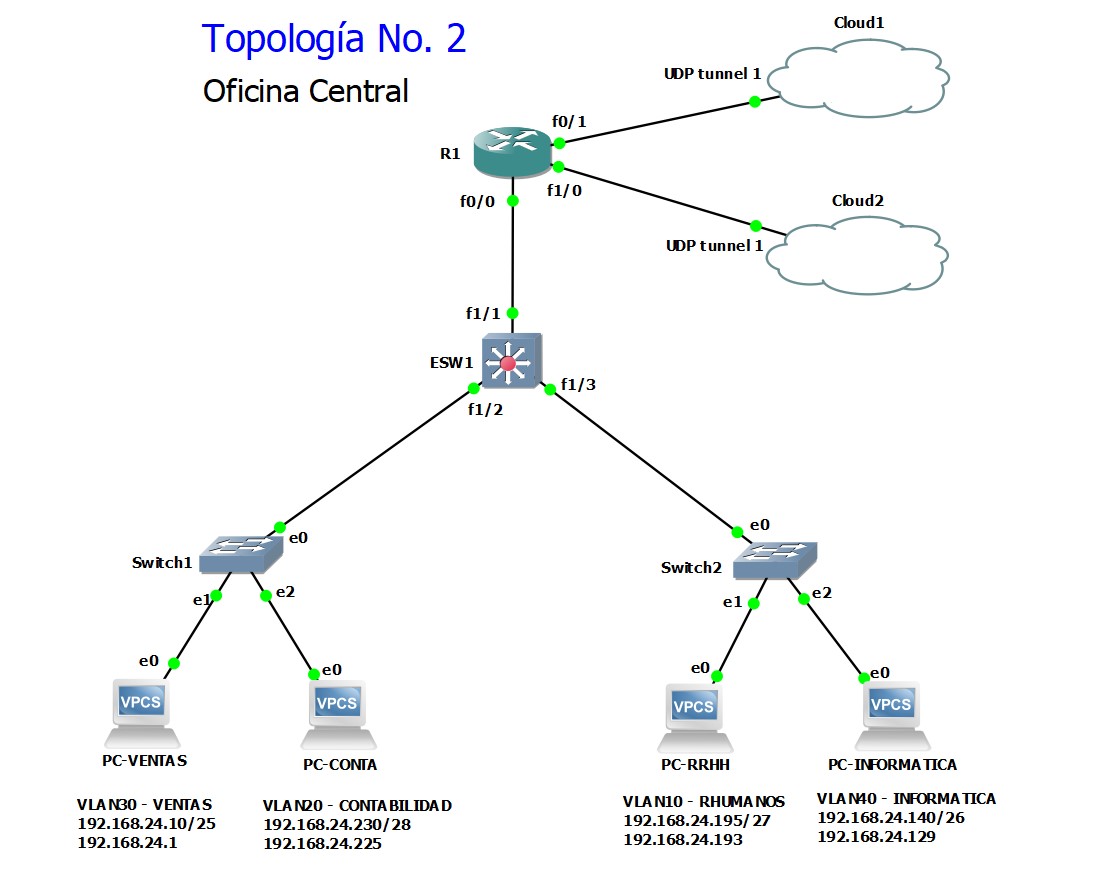 Topología No. 2
Oficina Central
Cloud1
UDP tunnel 1
f0/1
R1
f1/0
f0/0
Cloud2
UDP tunnel 1
f1/1
ESW1
f1/3
f1/2
e0
Switch1
e1
e2
e0
Switch2
e1
e2
e0
e0
e0
e0
VPCS
VPCS
VPCS
VPCS
PC-VENTAS
PC-CONTA
PC-RRHH
PC-INFORMATICA
VLAN30 - VENTAS
192.168.24.10/25
192.168.24.1
VLAN20 - CONTABILIDAD
192.168.24.230/28
192.168.24.225
VLAN10 - RHUMANOS
192.168.24.195/27
192.168.24.193
VLAN40 - INFORMATICA
192.168.24.140/26
192.168.24.129